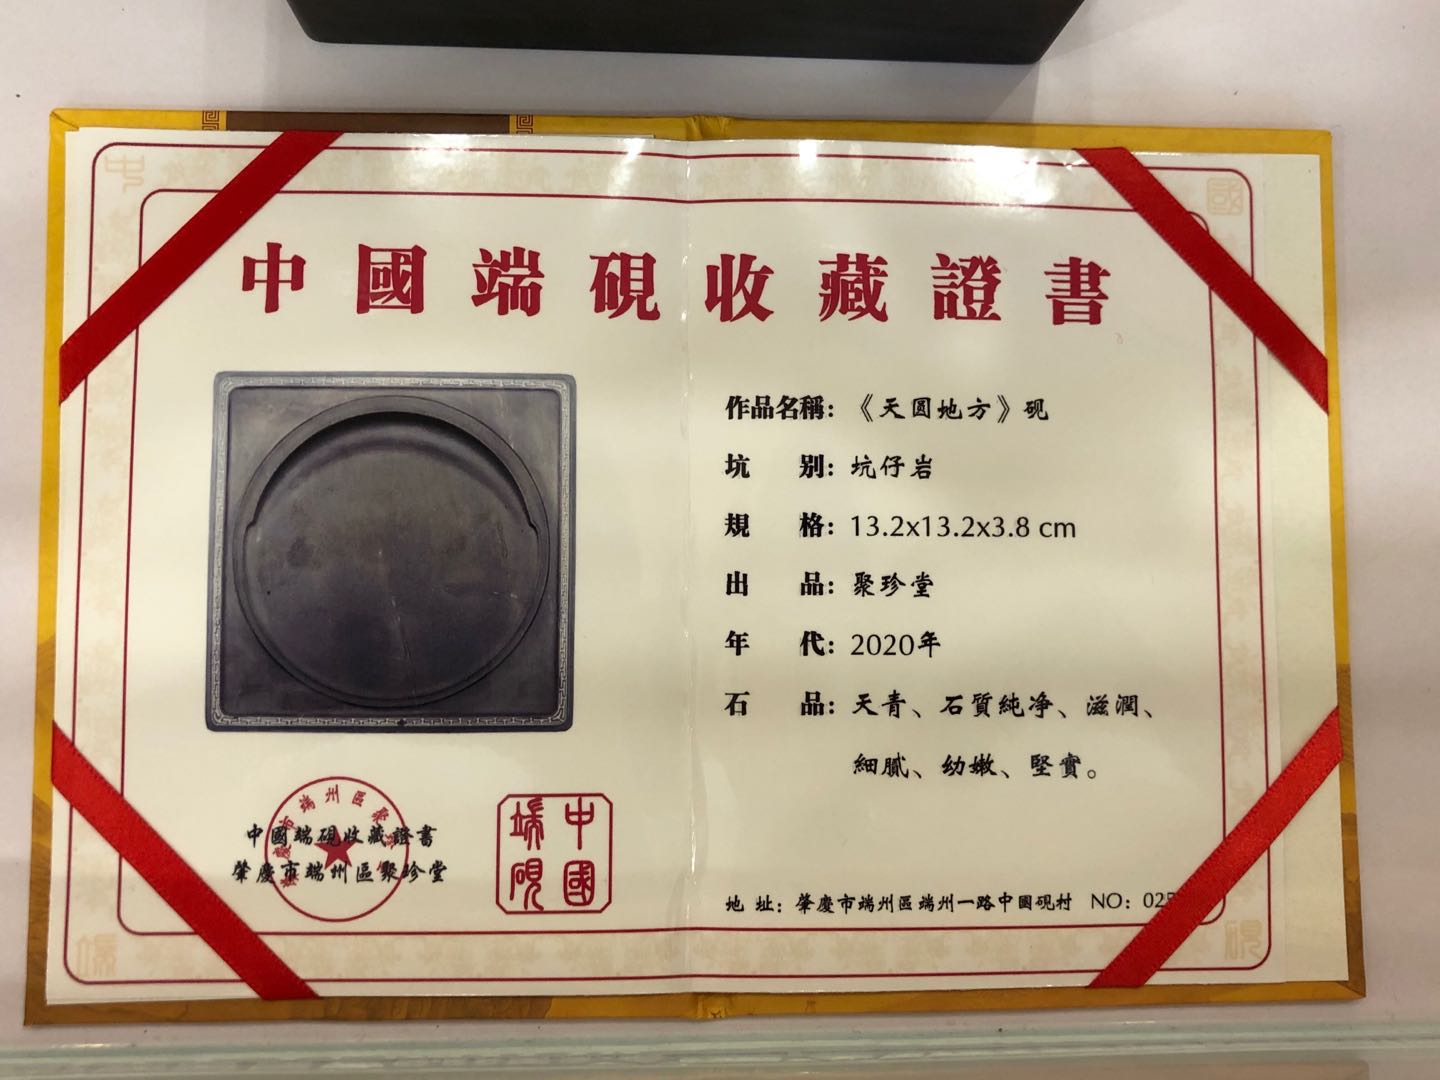 中國端硯收藏證書
作品名稱：《天圆地方》硯
坑 别：坑仔岩
規 格：13.2x13.2x3.8 cm
出 品：聚珍堂
年 代：2020年
石 品：天青、石質純净、滋潤、
細膩、幼嫩、堅實。
中國端硯收藏證書
肇慶市端州區聚珍堂
中國
端硯
地 址：肇慶市端州區端州一路中國硯村 NO：025